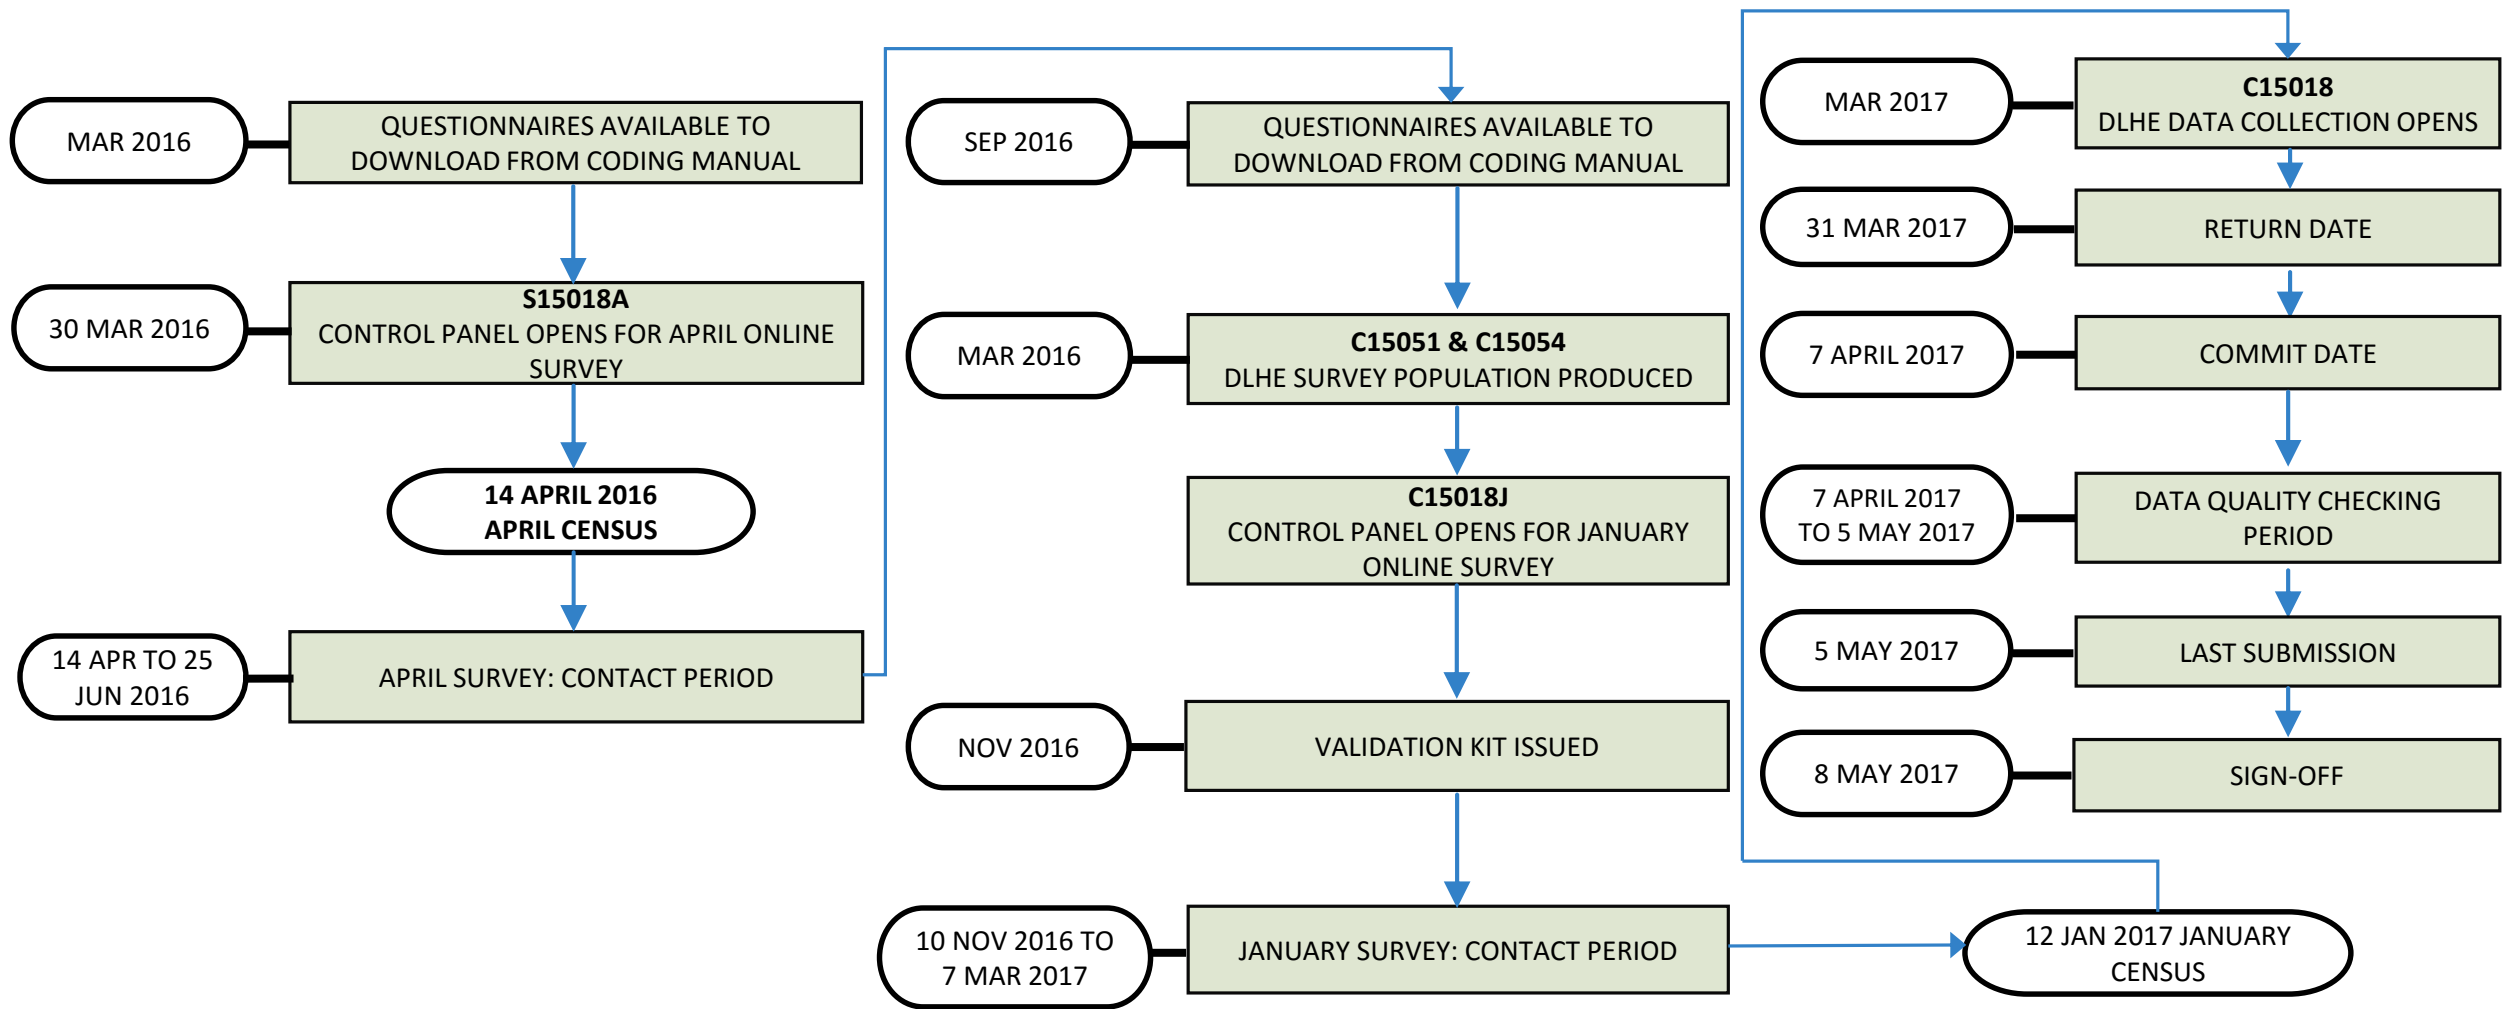 MAR 2016
QUESTIONNAIRES AVAILABLE TO
DOWNLOAD FROM CODING MANUAL
30 MAR 2016
S15018A
CONTROL PANEL OPENS FOR APRIL ONLINE
SURVEY
14 APRIL 2016
APRIL CENSUS
14 APR TO 25
JUN 2016
APRIL SURVEY: CONTACT PERIOD
SEP 2016
QUESTIONNAIRES AVAILABLE TO
DOWNLOAD FROM CODING MANUAL
MAR 2016
C15051 & C15054
DLHE SURVEY POPULATION PRODUCED
C15018J
CONTROL PANEL OPENS FOR JANUARY
ONLINE SURVEY
NOV 2016
VALIDATION KIT ISSUED
10 NOV 2016 TO
7 MAR 2017
JANUARY SURVEY: CONTACT PERIOD
12 JAN 2017 JANUARY
CENSUS
MAR 2017
C15018
DLHE DATA COLLECTION OPENS
31 MAR 2017
RETURN DATE
7 APRIL 2017
COMMIT DATE
7 APRIL 2017
TO 5 MAY 2017
DATA QUALITY CHECKING
PERIOD
5 MAY 2017
LAST SUBMISSION
8 MAY 2017
SIGN-OFF